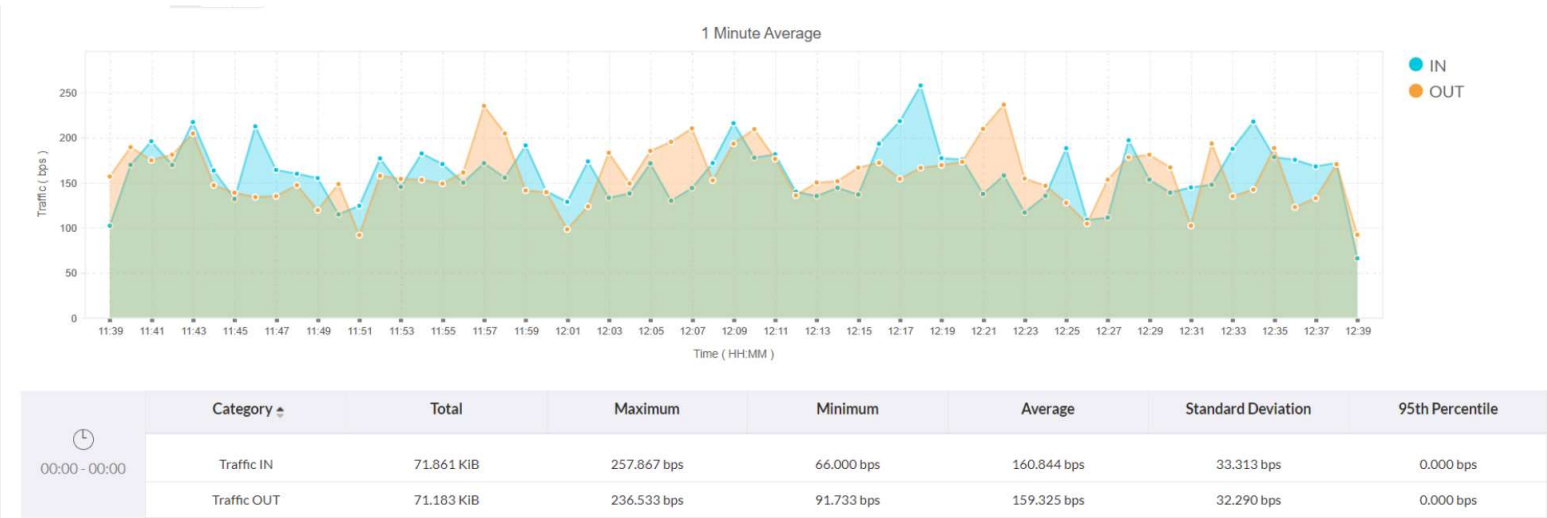 1 Minute Average
IN
OUT
250
200
150
100
50
0
Traffic ( bps )
11:39 11:41 11:43 11:45 11:47 11:49 11:51 11:53 11:55 11:57 11:59 12:01 12:03 12:05 12:07 12:09 12:11 12:13 12:15 12:17 12:19 12:21 12:23 12:25 12:27 12:29 12:31 12:33 12:35 12:37 12:39
Time ( HH:MM )
Category Total Maximum Minimum Average Standard Deviation 95th Percentile
00:00 - 00:00
Traffic IN 71.861 KiB 257.867 bps 66.000 bps 160.844 bps 33.313 bps 0.000 bps
Traffic OUT 71.183 KiB 236.533 bps 91.733 bps 159.325 bps 32.290 bps 0.000 bps